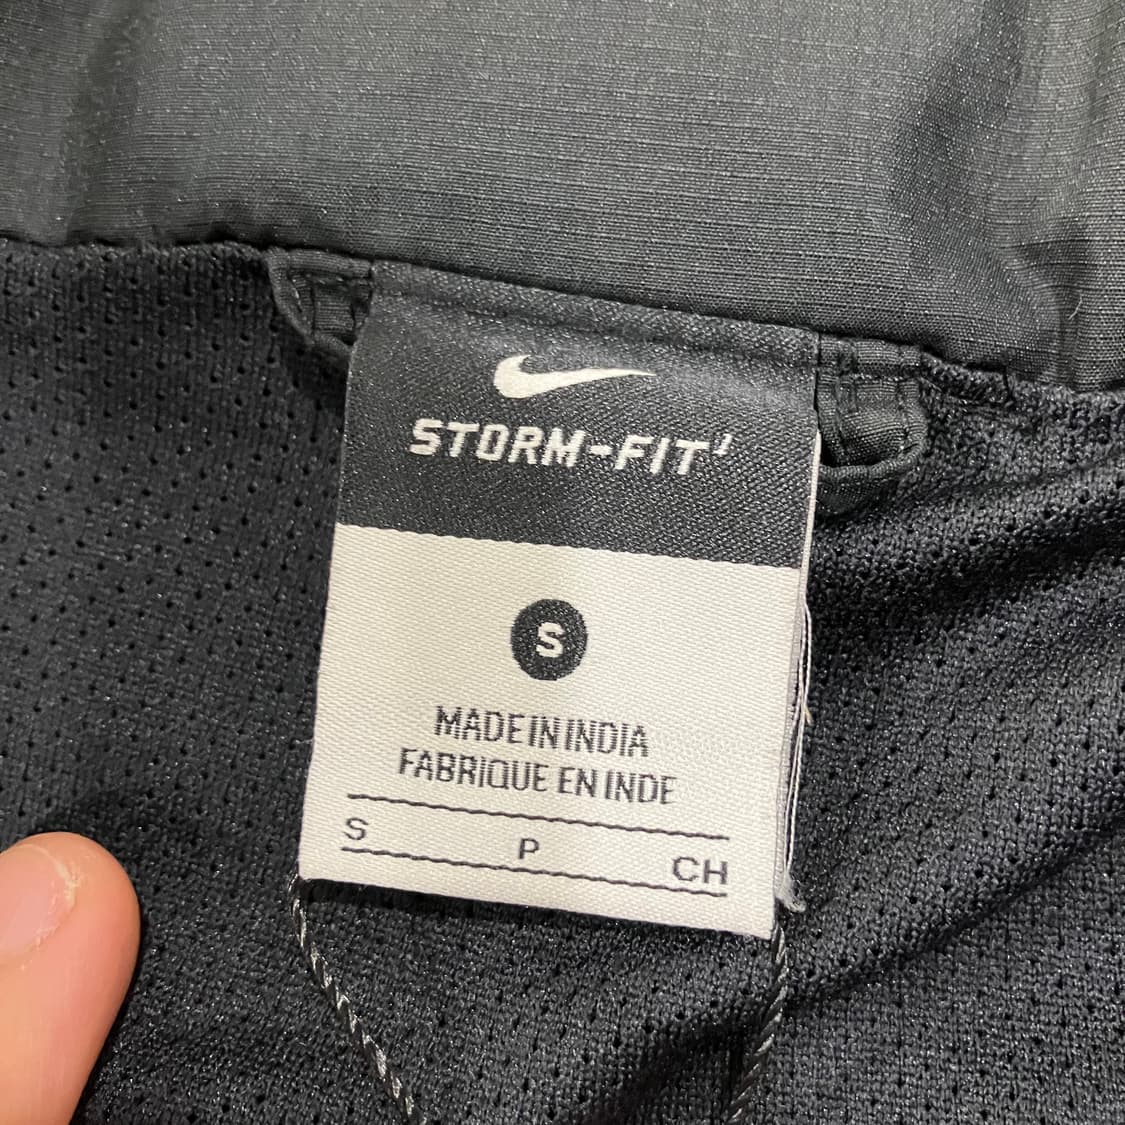 STORM-FIT
S
MADE IN INDIA
FABRIQUE EN INDE
S P CH